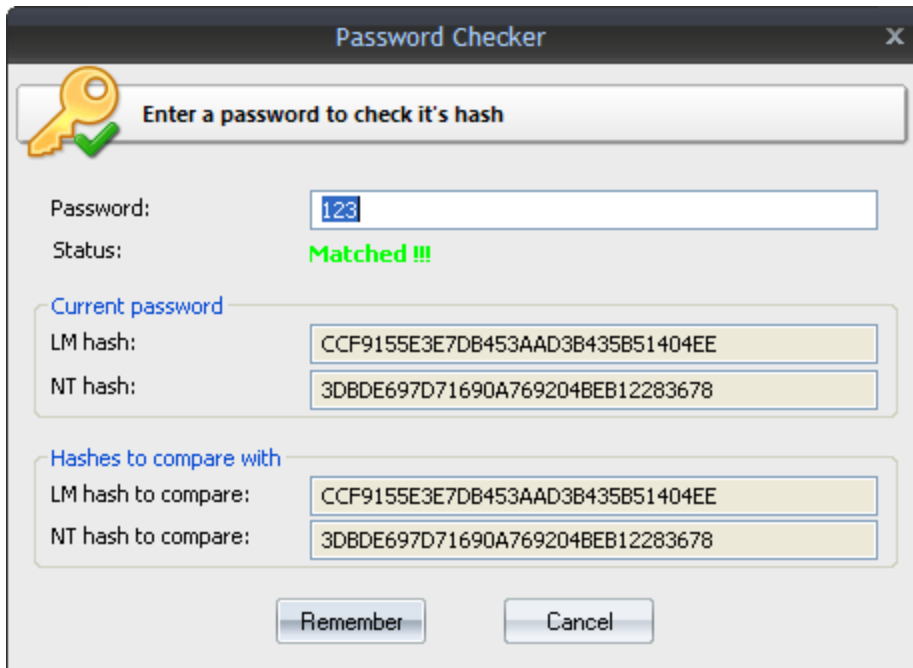 Password Checker
Enter a password to check it's hash
Password: 123
Status: Matched !!!
Current password
LM hash: CCF9155E3E7DB453AAD3B435B51404EE
NT hash: 3DBDE697D71690A769204BEB12283678
Hashes to compare with
LM hash to compare: CCF9155E3E7DB453AAD3B435B51404EE
NT hash to compare: 3DBDE697D71690A769204BEB12283678
Remember Cancel